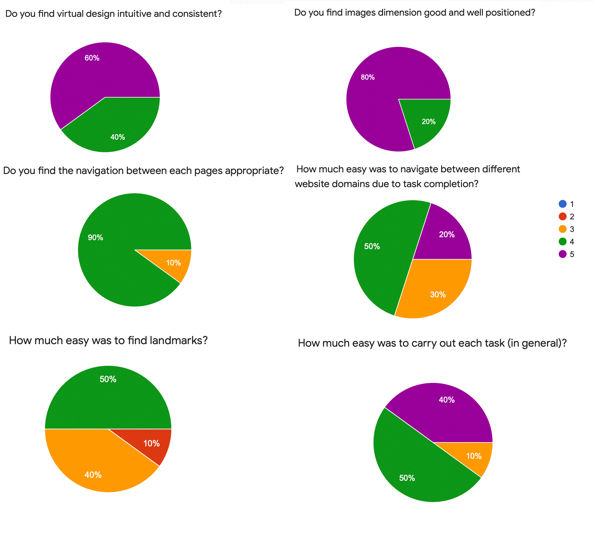 Do you find virtual design intuitive and consistent?
60%
40%
Do you find images dimension good and well positioned?
80%
20%
Do you find the navigation between each pages appropriate?
90%
10%
How much easy was to navigate between different
website domains due to task completion?
50%
20%
30%
1
2
3
4
5
How much easy was to find landmarks?
50%
10%
40%
How much easy was to carry out each task (in general)?
40%
10%
50%